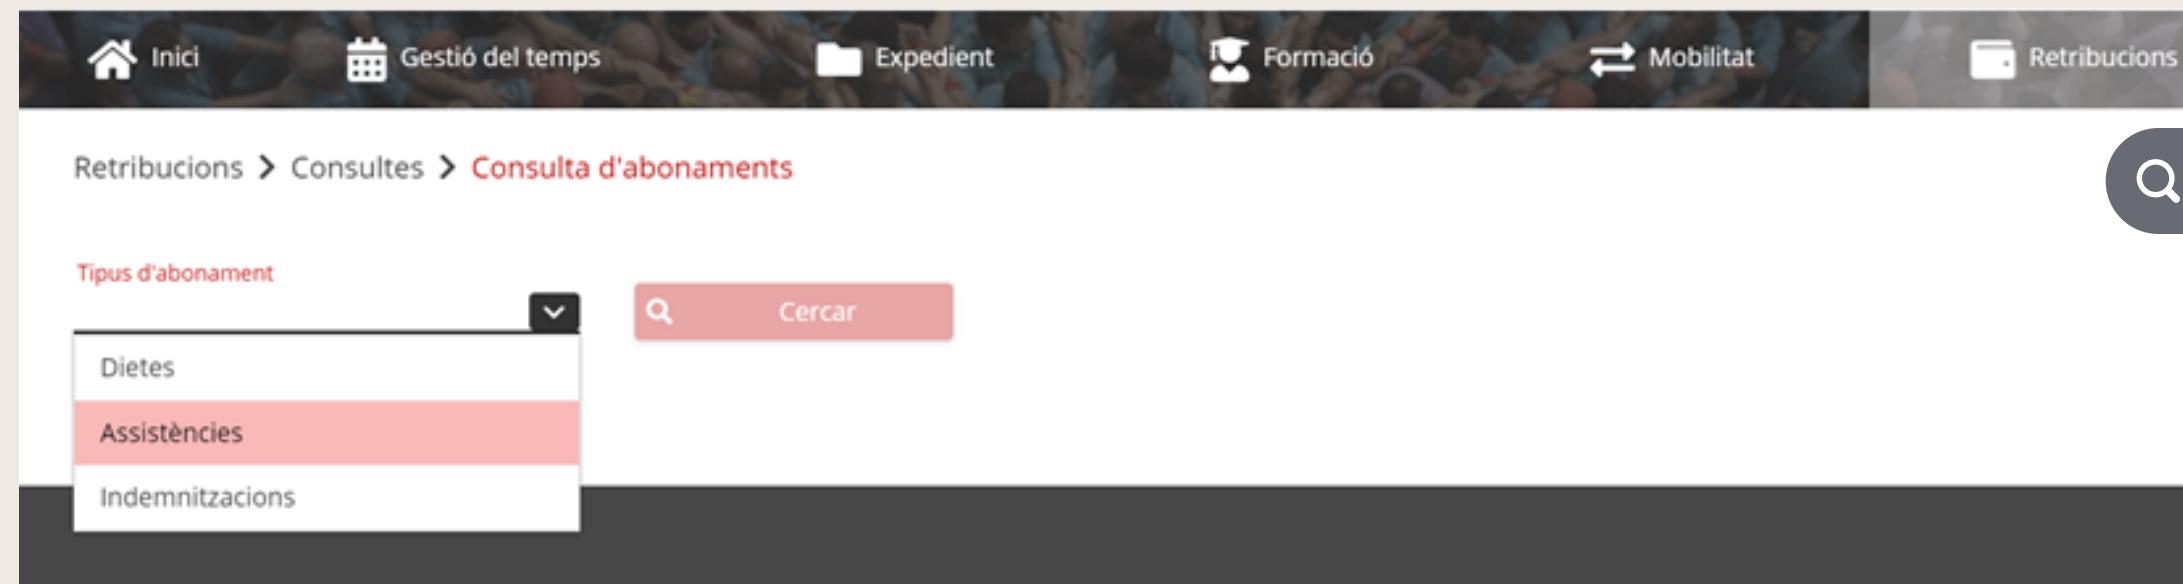 Inici Gestió del temps Expedient Formació Mobilitat Retribucions
Retribucions > Consultes > Consulta d'abonaments
Tipus d'abonament
Cercar
Dietes
Assistències
Indemnitzacions